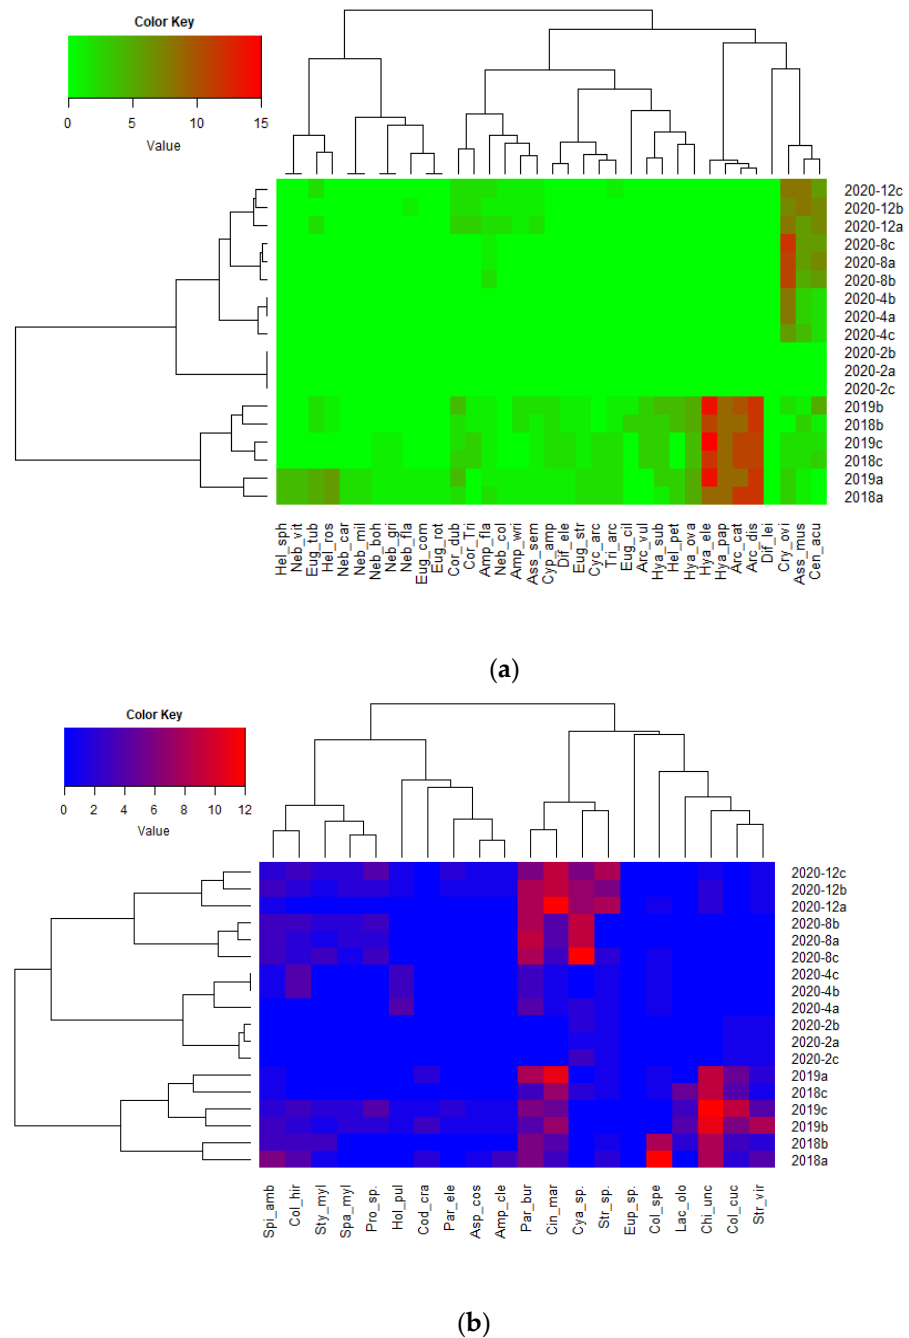 Color Key
0 5 10 15
Value
2020-12c
2020-12b
2020-12a
2020-8c
2020-8a
2020-8b
2020-4b
2020-4a
2020-4c
2020-2b
2020-2a
2020-2c
2019b
2018b
2019c
2018c
2019a
2018a
Hel_sph
Neb_vit
Eug_tub
Hel_ros
Neb_car
Neb_mil
Neb_boh
Neb_gri
Neb_fla
Eug_com
Eug_rot
Cor_dub
Cor_Tri
Amp_fla
Neb_col
Amp_wri
Ass_sem
Cyp_amp
Dif_ele
Eug_str
Cyc_arc
Tri_arc
Eug_cil
Arc_vul
Hya_sub
Hel_pet
Hya_ova
Hya_ele
Hya_pap
Arc_cat
Arc_dis
Dif_lei
Cry_ovi
Ass_mus
Cen_acu
(a)
Color Key
0 2 4 6 8 10 12
Value
2020-12c
2020-12b
2020-12a
2020-8b
2020-8a
2020-8c
2020-4c
2020-4b
2020-4a
2020-2b
2020-2a
2020-2c
2019a
2018c
2019c
2019b
2018b
2018a
Spi_amb
Col_hir
Sty_myl
Spa_myl
Pro_sp.
Hol_pul
Cod_cra
Par_ele
Asp_cos
Amp_cle
Par_bur
Cin_mar
Cya_sp.
Str_sp.
Eup_sp.
Col_spe
Lac_olo
Chi_unc
Col_cuc
Str_vir
(b)